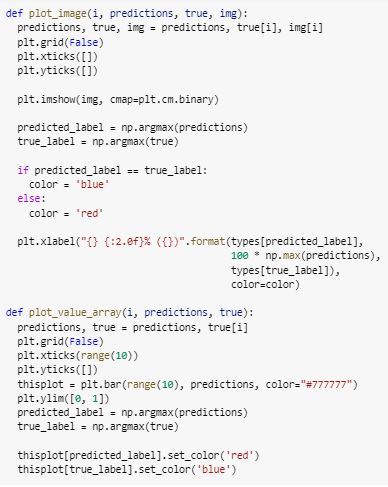 def plot_image(i, predictions, true, img):
  predictions, true, img = predictions, true[i], img[i]
  plt.grid(False)
  plt.xticks([])
  plt.yticks([])

  plt.imshow(img, cmap=plt.cm.binary)

  predicted_label = np.argmax(predictions)
  true_label = np.argmax(true)

  if predicted_label == true_label:
    color = 'blue'
  else:
    color = 'red'

  plt.xlabel("{} {:2.0f}% ({})".format(types[predicted_label],
                                100 * np.max(predictions),
                                types[true_label]),
                                color=color)

def plot_value_array(i, predictions, true):
  predictions, true = predictions, true[i]
  plt.grid(False)
  plt.xticks(range(10))
  plt.yticks([])
  thisplot = plt.bar(range(10), predictions, color="#777777")
  plt.ylim([0, 1])
  predicted_label = np.argmax(predictions)
  true_label = np.argmax(true)

  thisplot[predicted_label].set_color('red')
  thisplot[true_label].set_color('blue')